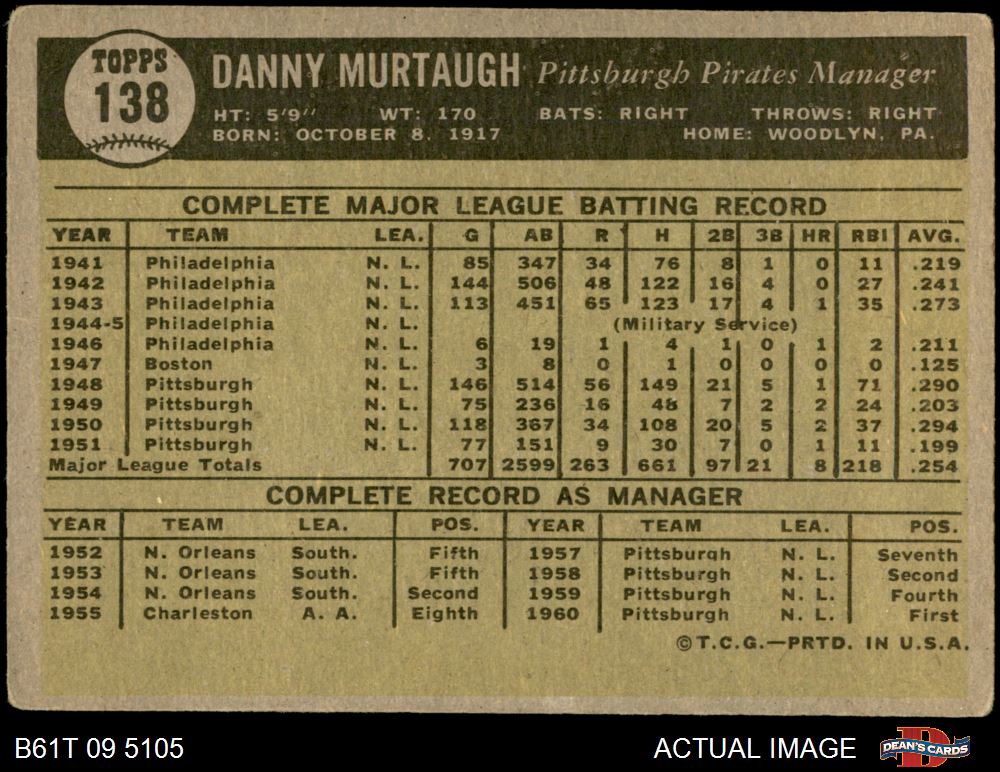 TOPPS
138
DANNY MURTAUGH Pittsburgh Pirates Manager
HT: 5'9" WT: 170 BATS: RIGHT THROWS: RIGHT
BORN: OCTOBER 8, 1917 HOME: WOODLYN, PA.
COMPLETE MAJOR LEAGUE BATTING RECORD
YEAR TEAM LEA. G AB R H 2B 3B HR RBI AVG.
1941 Philadelphia N. L. 85 347 34 76 8 1 0 11 .219
1942 Philadelphia N. L. 144 506 48 122 16 4 0 27 .241
1943 Philadelphia N. L. 113 451 65 123 17 4 1 35 .273
1944-5 Philadelphia N. L. (Military Service)
1946 Philadelphia N. L. 6 19 1 4 1 0 1 2 .211
1947 Boston N. L. 3 8 0 1 0 0 0 0 .125
1948 Pittsburgh N. L. 146 514 56 149 21 5 1 71 .290
1949 Pittsburgh N. L. 75 236 16 48 7 2 2 24 .203
1950 Pittsburgh N. L. 118 367 34 108 20 5 2 37 .294
1951 Pittsburgh N. L. 77 151 9 30 7 0 1 11 .199
Major League Totals 707 2599 263 661 97 21 8 218 .254
COMPLETE RECORD AS MANAGER
YEAR TEAM LEA. POS. YEAR TEAM LEA. POS.
1952 N. Orleans South. Fifth 1957 Pittsburgh N. L. Seventh
1953 N. Orleans South. Fifth 1958 Pittsburgh N. L. Second
1954 N. Orleans South. Second 1959 Pittsburgh N. L. Fourth
1955 Charleston A. A. Eighth 1960 Pittsburgh N. L. First
©T.C.G.—PRTD. IN U.S.A.
B61T 09 5105 ACTUAL IMAGE DEAN'S CARDS